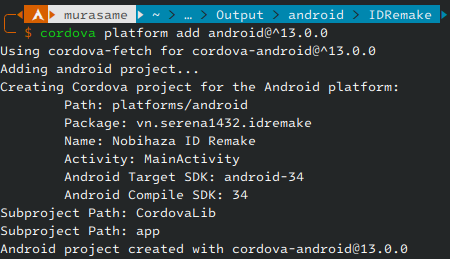 murasame ~ > … > Output > android > IDRemake
$ cordova platform add android@^13.0.0
Using cordova-fetch for cordova-android@^13.0.0
Adding android project...
Creating Cordova project for the Android platform:
Path: platforms/android
Package: vn.serena1432.idremake
Name: Nobihaza ID Remake
Activity: MainActivity
Android Target SDK: android-34
Android Compile SDK: 34
Subproject Path: CordovaLib
Subproject Path: app
Android project created with cordova-android@13.0.0